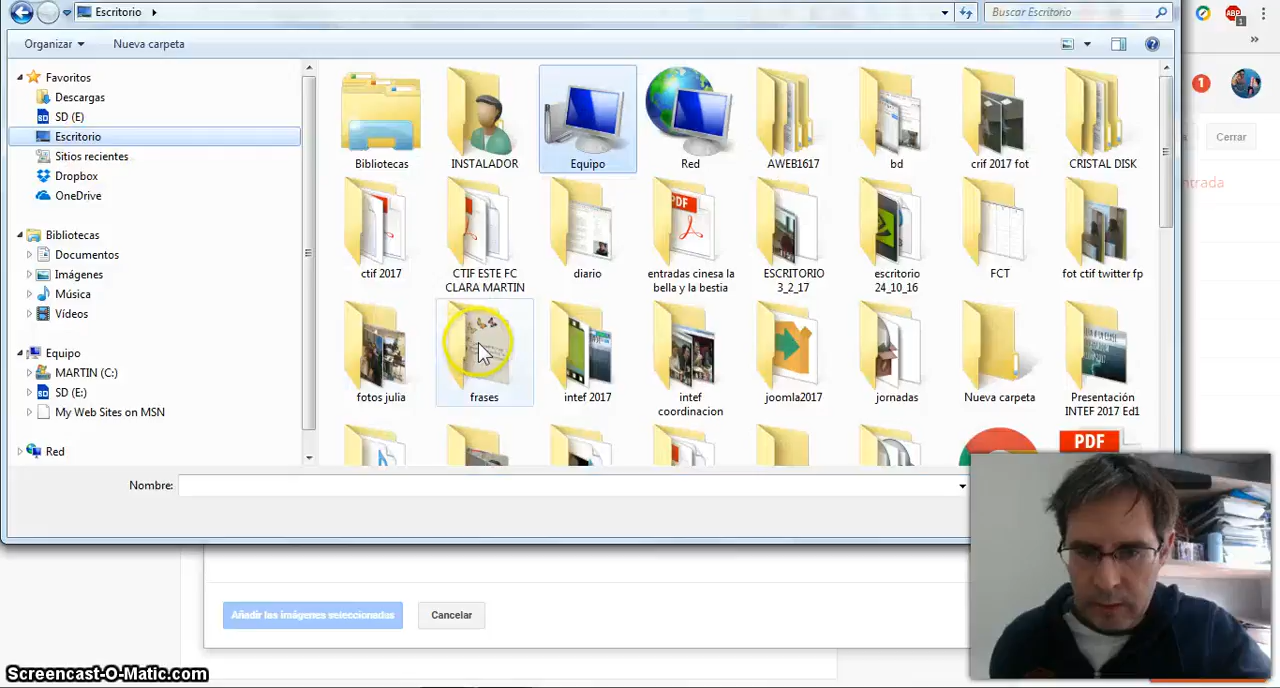 Escritorio
Buscar Escritorio
Organizar
Nueva carpeta
Favoritos
Descargas
SD (E)
Escritorio
Sitios recientes
Dropbox
OneDrive
Bibliotecas
Documentos
Imágenes
Música
Vídeos
Equipo
MARTIN (C:)
SD (E:)
My Web Sites on MSN
Red
Bibliotecas
INSTALADOR
Equipo
Red
AWEB1617
bd
crif 2017 fot
CRISTAL DISK
ctif 2017
CTIF ESTE FC
CLARA MARTIN
diario
PDF
entradas cinesa la
bella y la bestia
ESCRITORIO
3_2_17
escritorio
24_10_16
FCT
fot ctif twitter fp
fotos julia
frases
intef 2017
intef
coordinacion
joomla2017
jornadas
Nueva carpeta
Presentación
INTEF 2017 Ed1
PDF
Nombre:
ABP
1
1
Cerrar
ntrada
Añadir las imágenes seleccionadas
Cancelar
Screencast-O-Matic.com